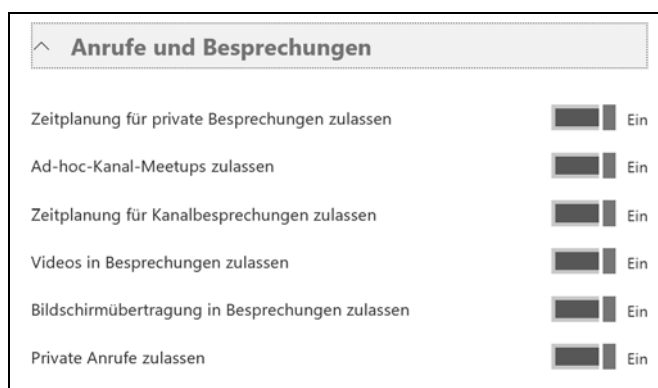 Anrufe und Besprechungen
Zeitplanung für private Besprechungen zulassen Ein
Ad-hoc-Kanal-Meetups zulassen Ein
Zeitplanung für Kanalbesprechungen zulassen Ein
Videos in Besprechungen zulassen Ein
Bildschirmübertragung in Besprechungen zulassen Ein
Private Anrufe zulassen Ein